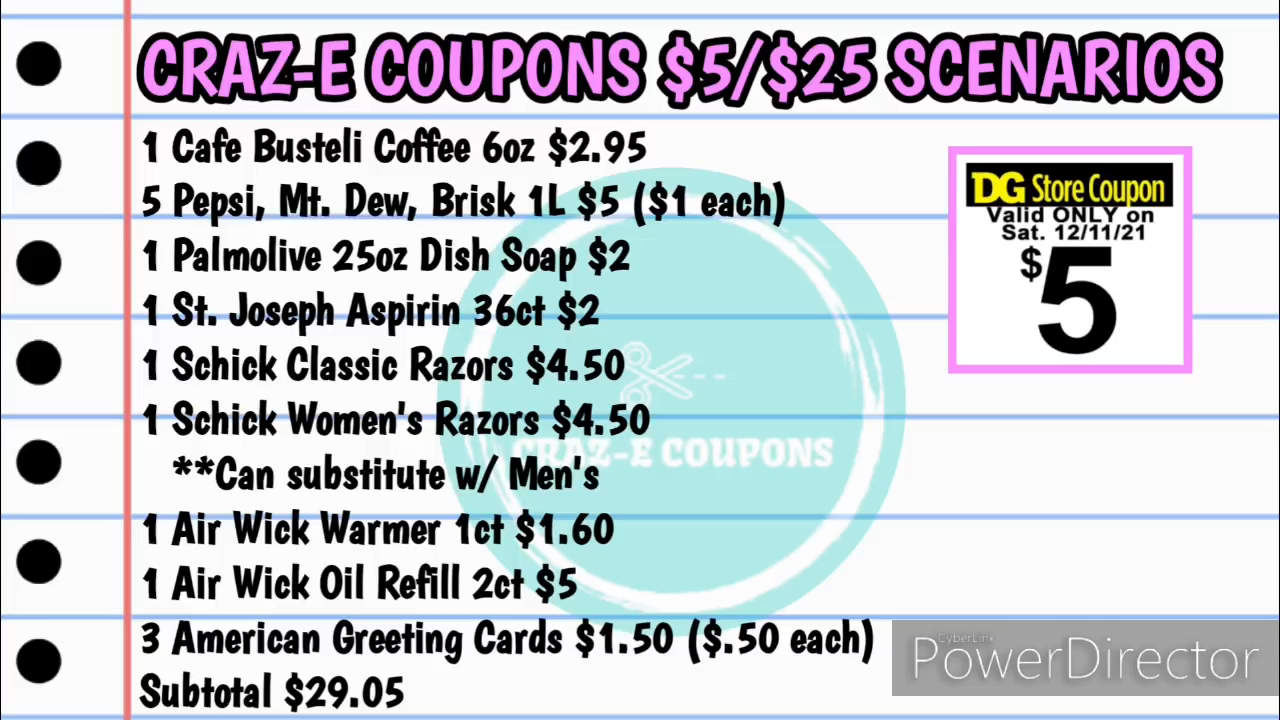 CRAZ-E COUPONS $5/$25 SCENARIOS
1 Cafe Busteli Coffee 6oz $2.95
5 Pepsi, Mt. Dew, Brisk 1L $5 ($1 each)
1 Palmolive 25oz Dish Soap $2
1 St. Joseph Aspirin 36ct $2
1 Schick Classic Razors $4.50
1 Schick Women's Razors $4.50
**Can substitute w/ Men's
1 Air Wick Warmer 1ct $1.60
1 Air Wick Oil Refill 2ct $5
3 American Greeting Cards $1.50 ($.50 each)
Subtotal $29.05
DG Store Coupon
Valid ONLY on
Sat. 12/11/21
$5
CRAZ-E COUPONS
CyberLink
PowerDirector